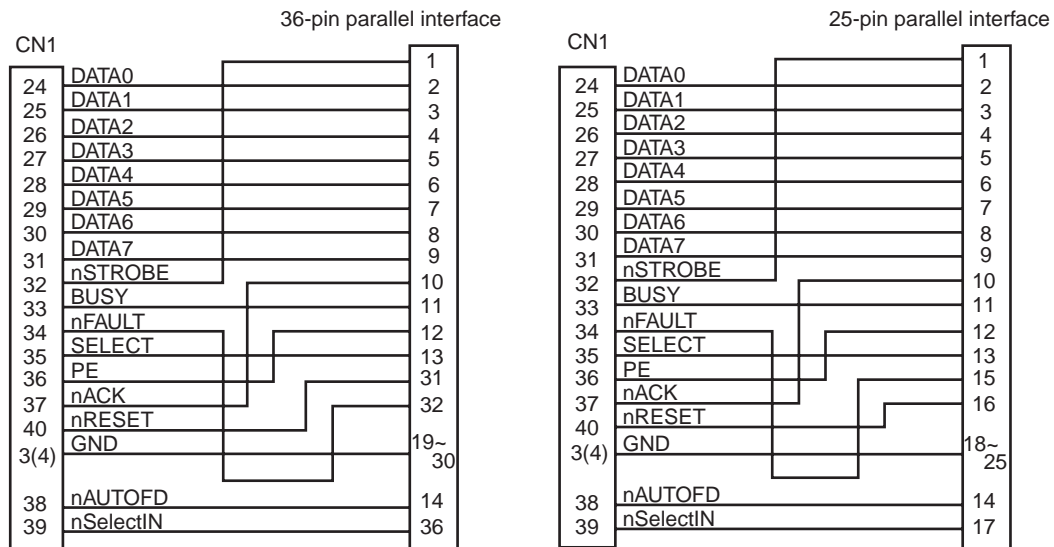 36-pin parallel interface
CN1
1
24 DATA0 2
25 DATA1 3
26 DATA2 4
27 DATA3 5
28 DATA4 6
29 DATA5 7
30 DATA6 8
31 DATA7 9
32 nSTROBE 10
33 BUSY 11
34 nFAULT 12
35 SELECT 13
36 PE 31
37 nACK 32
40 nRESET
3(4) GND 19~
30
38 nAUTOFD 14
39 nSelectIN 36
25-pin parallel interface
CN1
1
24 DATA0 2
25 DATA1 3
26 DATA2 4
27 DATA3 5
28 DATA4 6
29 DATA5 7
30 DATA6 8
31 DATA7 9
32 nSTROBE 10
33 BUSY 11
34 nFAULT 12
35 SELECT 13
36 PE 15
37 nACK 16
40 nRESET
3(4) GND 18~
25
38 nAUTOFD 14
39 nSelectIN 17